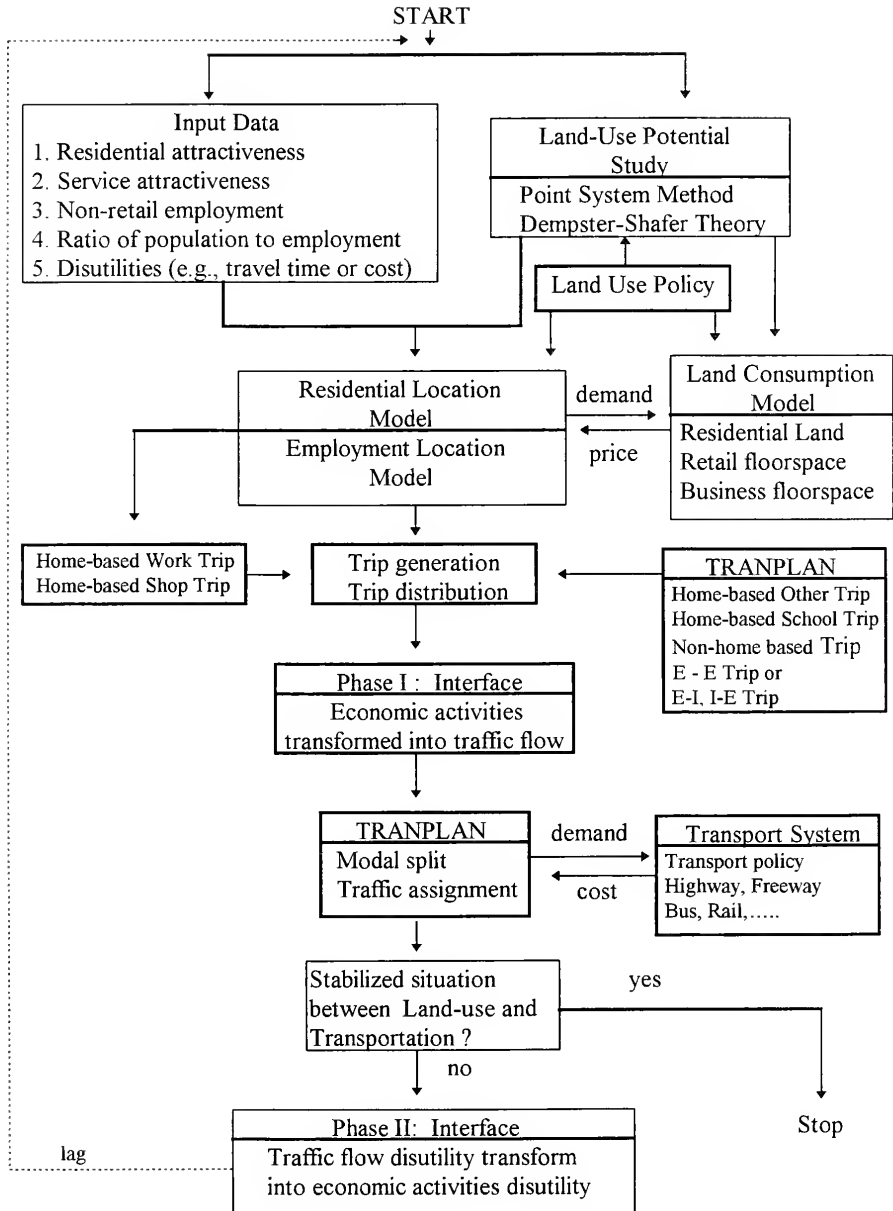 START
Input Data
1. Residential attractiveness
2. Service attractiveness
3. Non-retail employment
4. Ratio of population to employment
5. Disutilities (e.g., travel time or cost)
Land-Use Potential
Study
Point System Method
Dempster-Shafer Theory
Land Use Policy
Residential Location
Model
Employment Location
Model
demand
price
Land Consumption
Model
Residential Land
Retail floorspace
Business floorspace
Home-based Work Trip
Home-based Shop Trip
Trip generation
Trip distribution
TRANPLAN
Home-based Other Trip
Home-based School Trip
Non-home based Trip
E - E Trip or
E-I, I-E Trip
Phase I : Interface
Economic activities
transformed into traffic flow
TRANPLAN
Modal split
Traffic assignment
demand
cost
Transport System
Transport policy
Highway, Freeway
Bus, Rail,.....
Stabilized situation
between Land-use and
Transportation ?
yes
no
Stop
Phase II: Interface
Traffic flow disutility transform
into economic activities disutility
lag